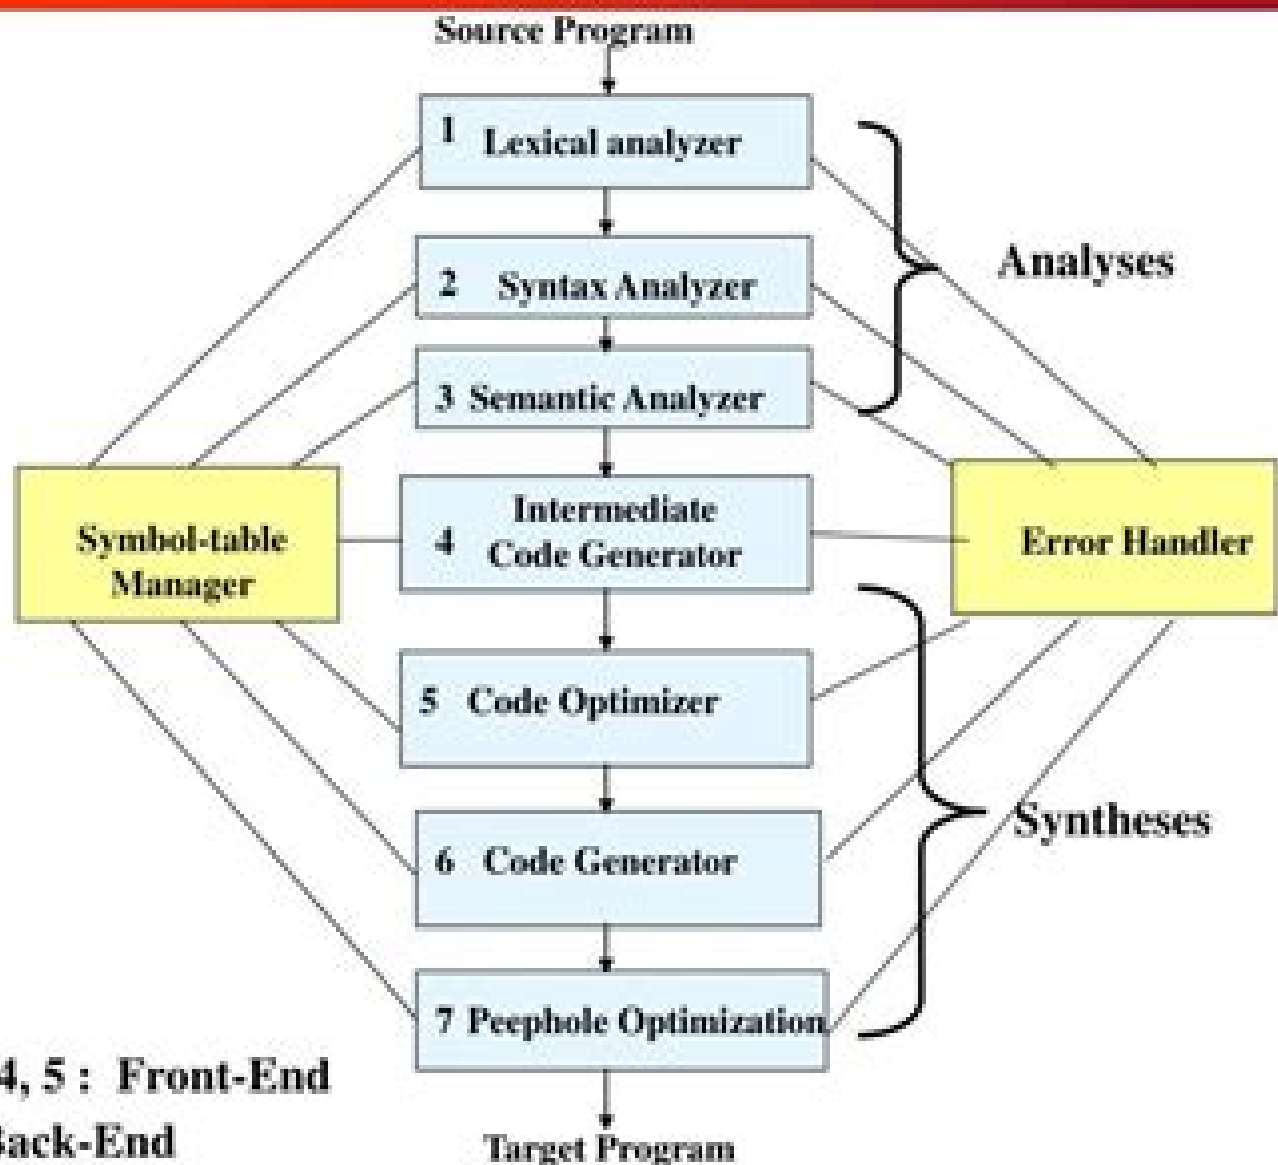 Source Program
1 Lexical analyzer
2 Syntax Analyzer
3 Semantic Analyzer
Analyses
Symbol-table
Manager
4 Intermediate
Code Generator
Error Handler
5 Code Optimizer
6 Code Generator
Syntheses
7 Peephole Optimization
4, 5 : Front-End
Back-End
Target Program